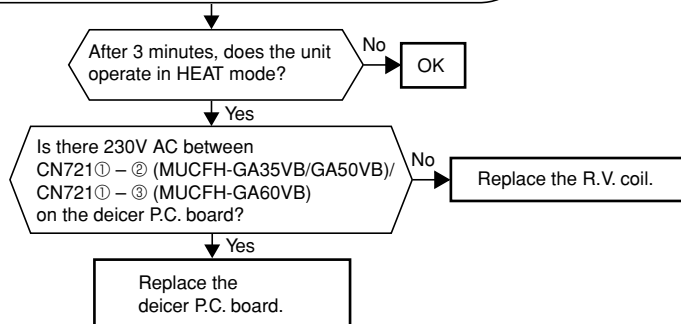 After 3 minutes, does the unit
operate in HEAT mode?
No
OK
Yes
Is there 230V AC between
CN721① – ② (MUCFH-GA35VB/GA50VB)/
CN721① – ③ (MUCFH-GA60VB)
on the deicer P.C. board?
No
Replace the R.V. coil.
Yes
Replace the
deicer P.C. board.